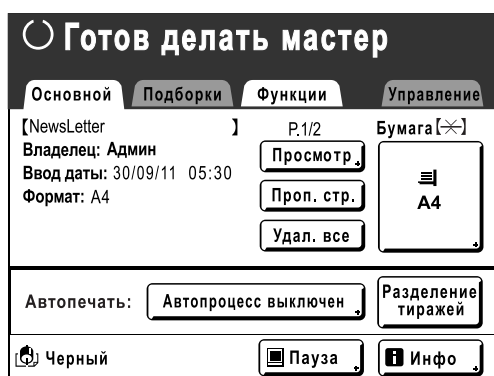 Готов делать мастер
Основной Подборки Функции Управление
【NewsLetter 】 P.1/2 Бумага【 】
Владелец: Админ Просмотр
Ввод даты: 30/09/11 05:30
Формат: A4 Проп. стр. A4
Удал. все
Автопечать: Автопроцесс выключен Разделение
тиражей
Черный Пауза Инфо